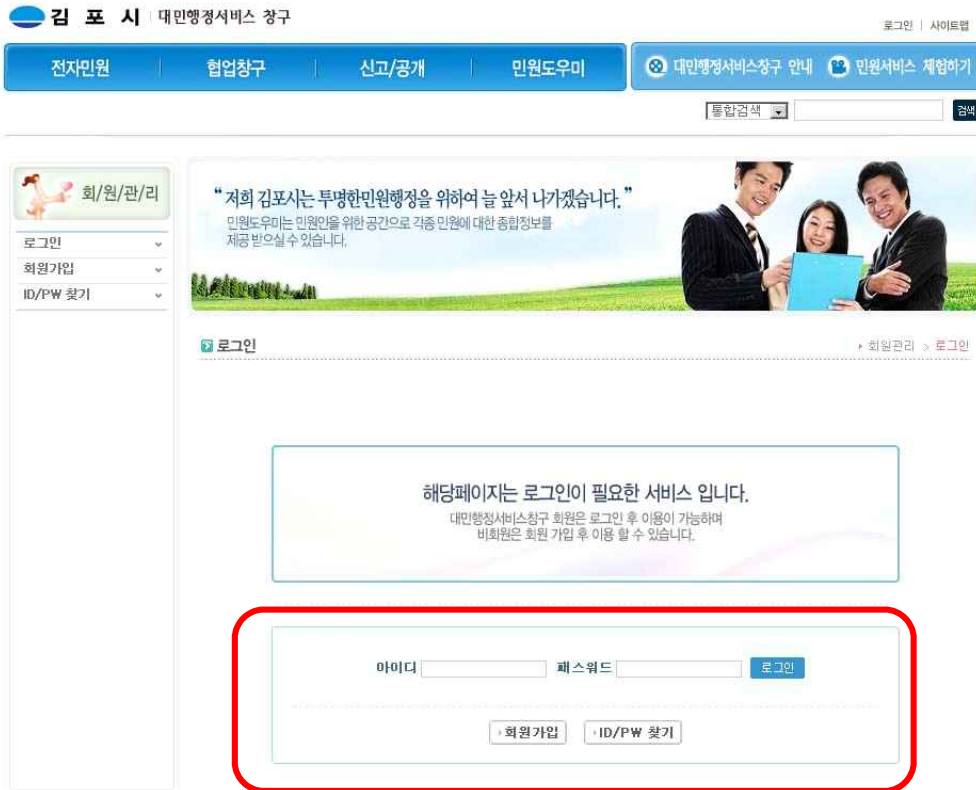 김 포 시 대민행정서비스 창구
로그인 | 사이트맵
전자민원 협업창구 신고/공개 민원도우미 대민행정서비스창구 안내 민원서비스 체험하기
통합검색 검색
회/원/관/리
로그인
회원가입
ID/PW 찾기
“ 저희 김포시는 투명한민원행정을 위하여 늘 앞서 나가겠습니다. ”
민원도우미는 민원인을 위한 공간으로 각종 민원에 대한 종합정보를
제공 받으실 수 있습니다.
로그인
회원관리 > 로그인
해당페이지는 로그인이 필요한 서비스 입니다.
대민행정서비스창구 회원은 로그인 후 이용이 가능하며
비회원은 회원 가입 후 이용 할 수 있습니다.
아이디 패스워드 로그인
회원가입 ID/PW 찾기